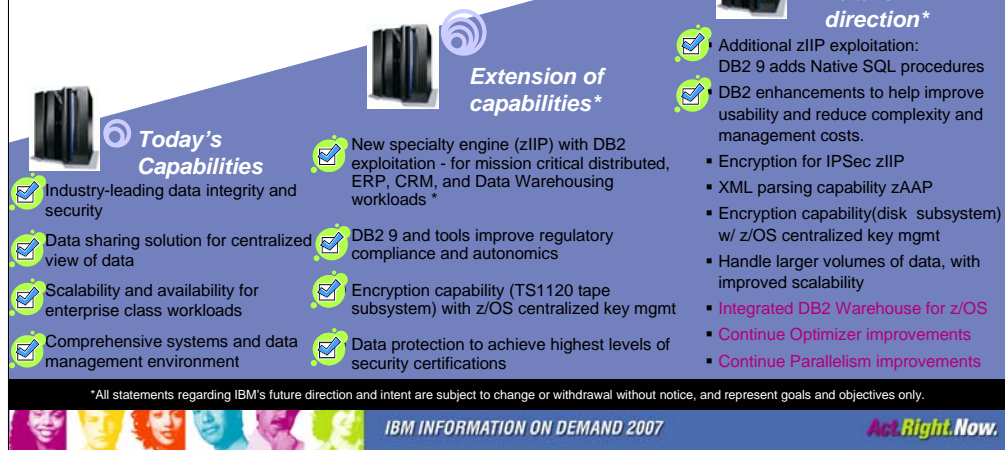 Today's
Capabilities
Industry-leading data integrity and
security
Data sharing solution for centralized
view of data
Scalability and availability for
enterprise class workloads
Comprehensive systems and data
management environment
Extension of
capabilities*
New specialty engine (zIIP) with DB2
exploitation - for mission critical distributed,
ERP, CRM, and Data Warehousing
workloads *
DB2 9 and tools improve regulatory
compliance and autonomics
Encryption capability (TS1120 tape
subsystem) with z/OS centralized key mgmt
Data protection to achieve highest levels of
security certifications
direction*
Additional zIIP exploitation:
DB2 9 adds Native SQL procedures
DB2 enhancements to help improve
usability and reduce complexity and
management costs.
▪ Encryption for IPSec zIIP
▪ XML parsing capability zAAP
▪ Encryption capability(disk subsystem)
w/ z/OS centralized key mgmt
▪ Handle larger volumes of data, with
improved scalability
▪ Integrated DB2 Warehouse for z/OS
▪ Continue Optimizer improvements
▪ Continue Parallelism improvements
*All statements regarding IBM's future direction and intent are subject to change or withdrawal without notice, and represent goals and objectives only.
IBM INFORMATION ON DEMAND 2007
Act.Right.Now.